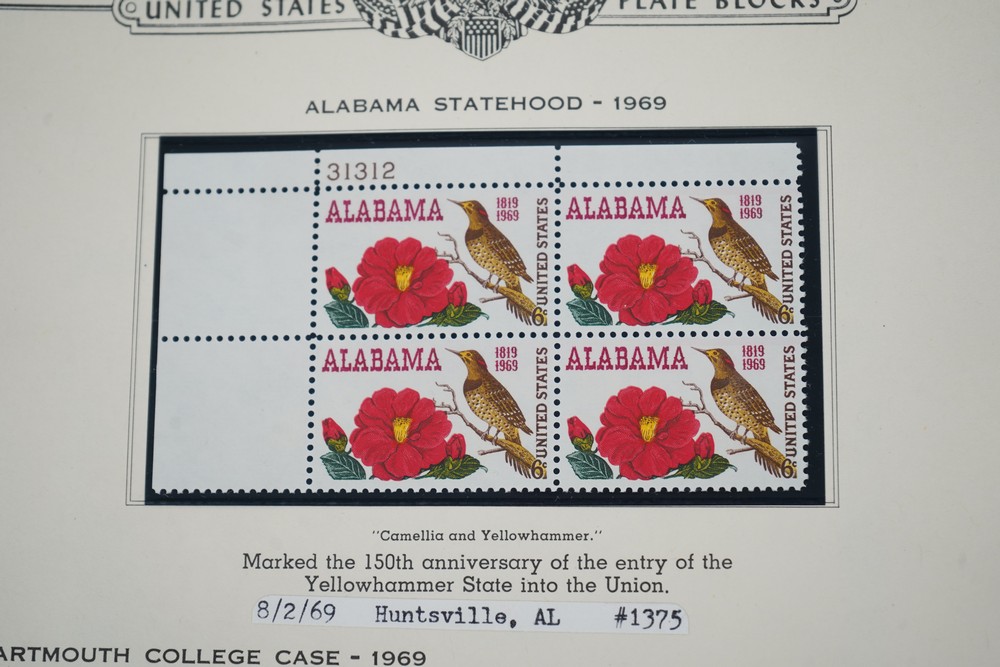 UNITED STATES PLATE BLOCKS
ALABAMA STATEHOOD - 1969
31312
ALABAMA 1819 1969 UNITED STATES 6c
ALABAMA 1819 1969 UNITED STATES 6c
ALABAMA 1819 1969 UNITED STATES 6c
ALABAMA 1819 1969 UNITED STATES 6c
"Camellia and Yellowhammer."
Marked the 150th anniversary of the entry of the
Yellowhammer State into the Union.
8/2/69 Huntsville, AL #1375
ARTMOUTH COLLEGE CASE - 1969